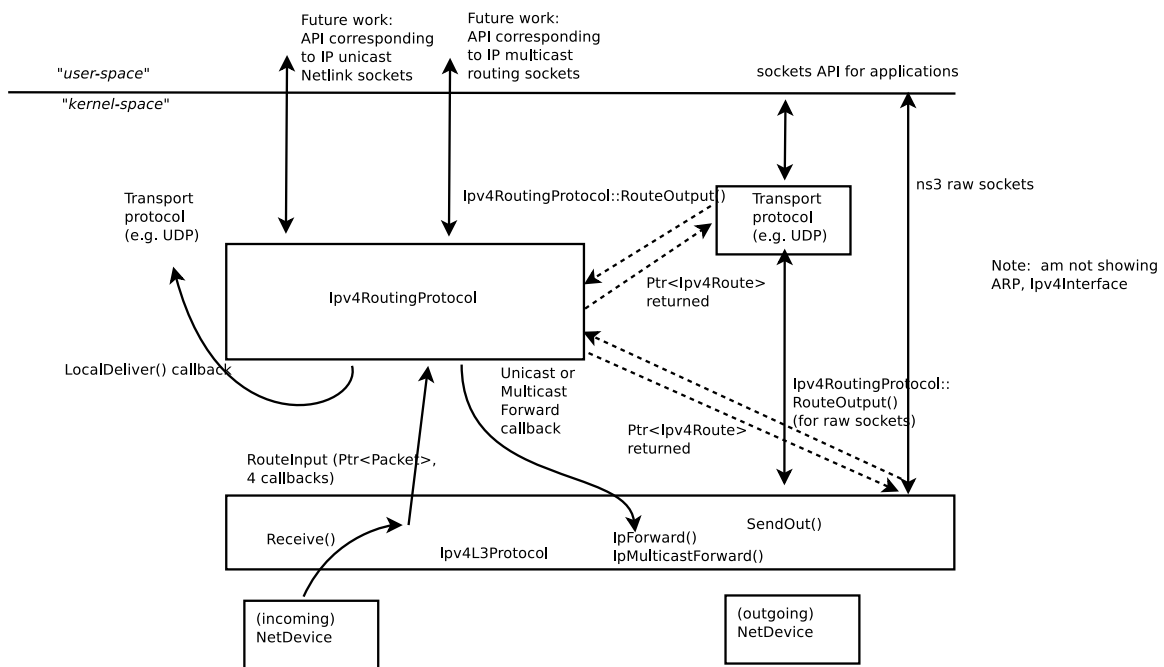 Future work:
API corresponding
to IP unicast
Netlink sockets
Future work:
API corresponding
to IP multicast
routing sockets
"user-space"
sockets API for applications
"kernel-space"
Ipv4RoutingProtocol::RouteOutput()
ns3 raw sockets
Transport
protocol
(e.g. UDP)
Transport
protocol
(e.g. UDP)
Note:  am not showing
ARP, Ipv4Interface
Ipv4RoutingProtocol
Ptr<Ipv4Route>
returned
LocalDeliver() callback
Unicast or
Multicast
Forward
callback
Ipv4RoutingProtocol::
RouteOutput()
(for raw sockets)
Ptr<Ipv4Route>
returned
RouteInput (Ptr<Packet>,
4 callbacks)
SendOut()
Receive()
IpForward()
IpMulticastForward()
Ipv4L3Protocol
(incoming)
NetDevice
(outgoing)
NetDevice